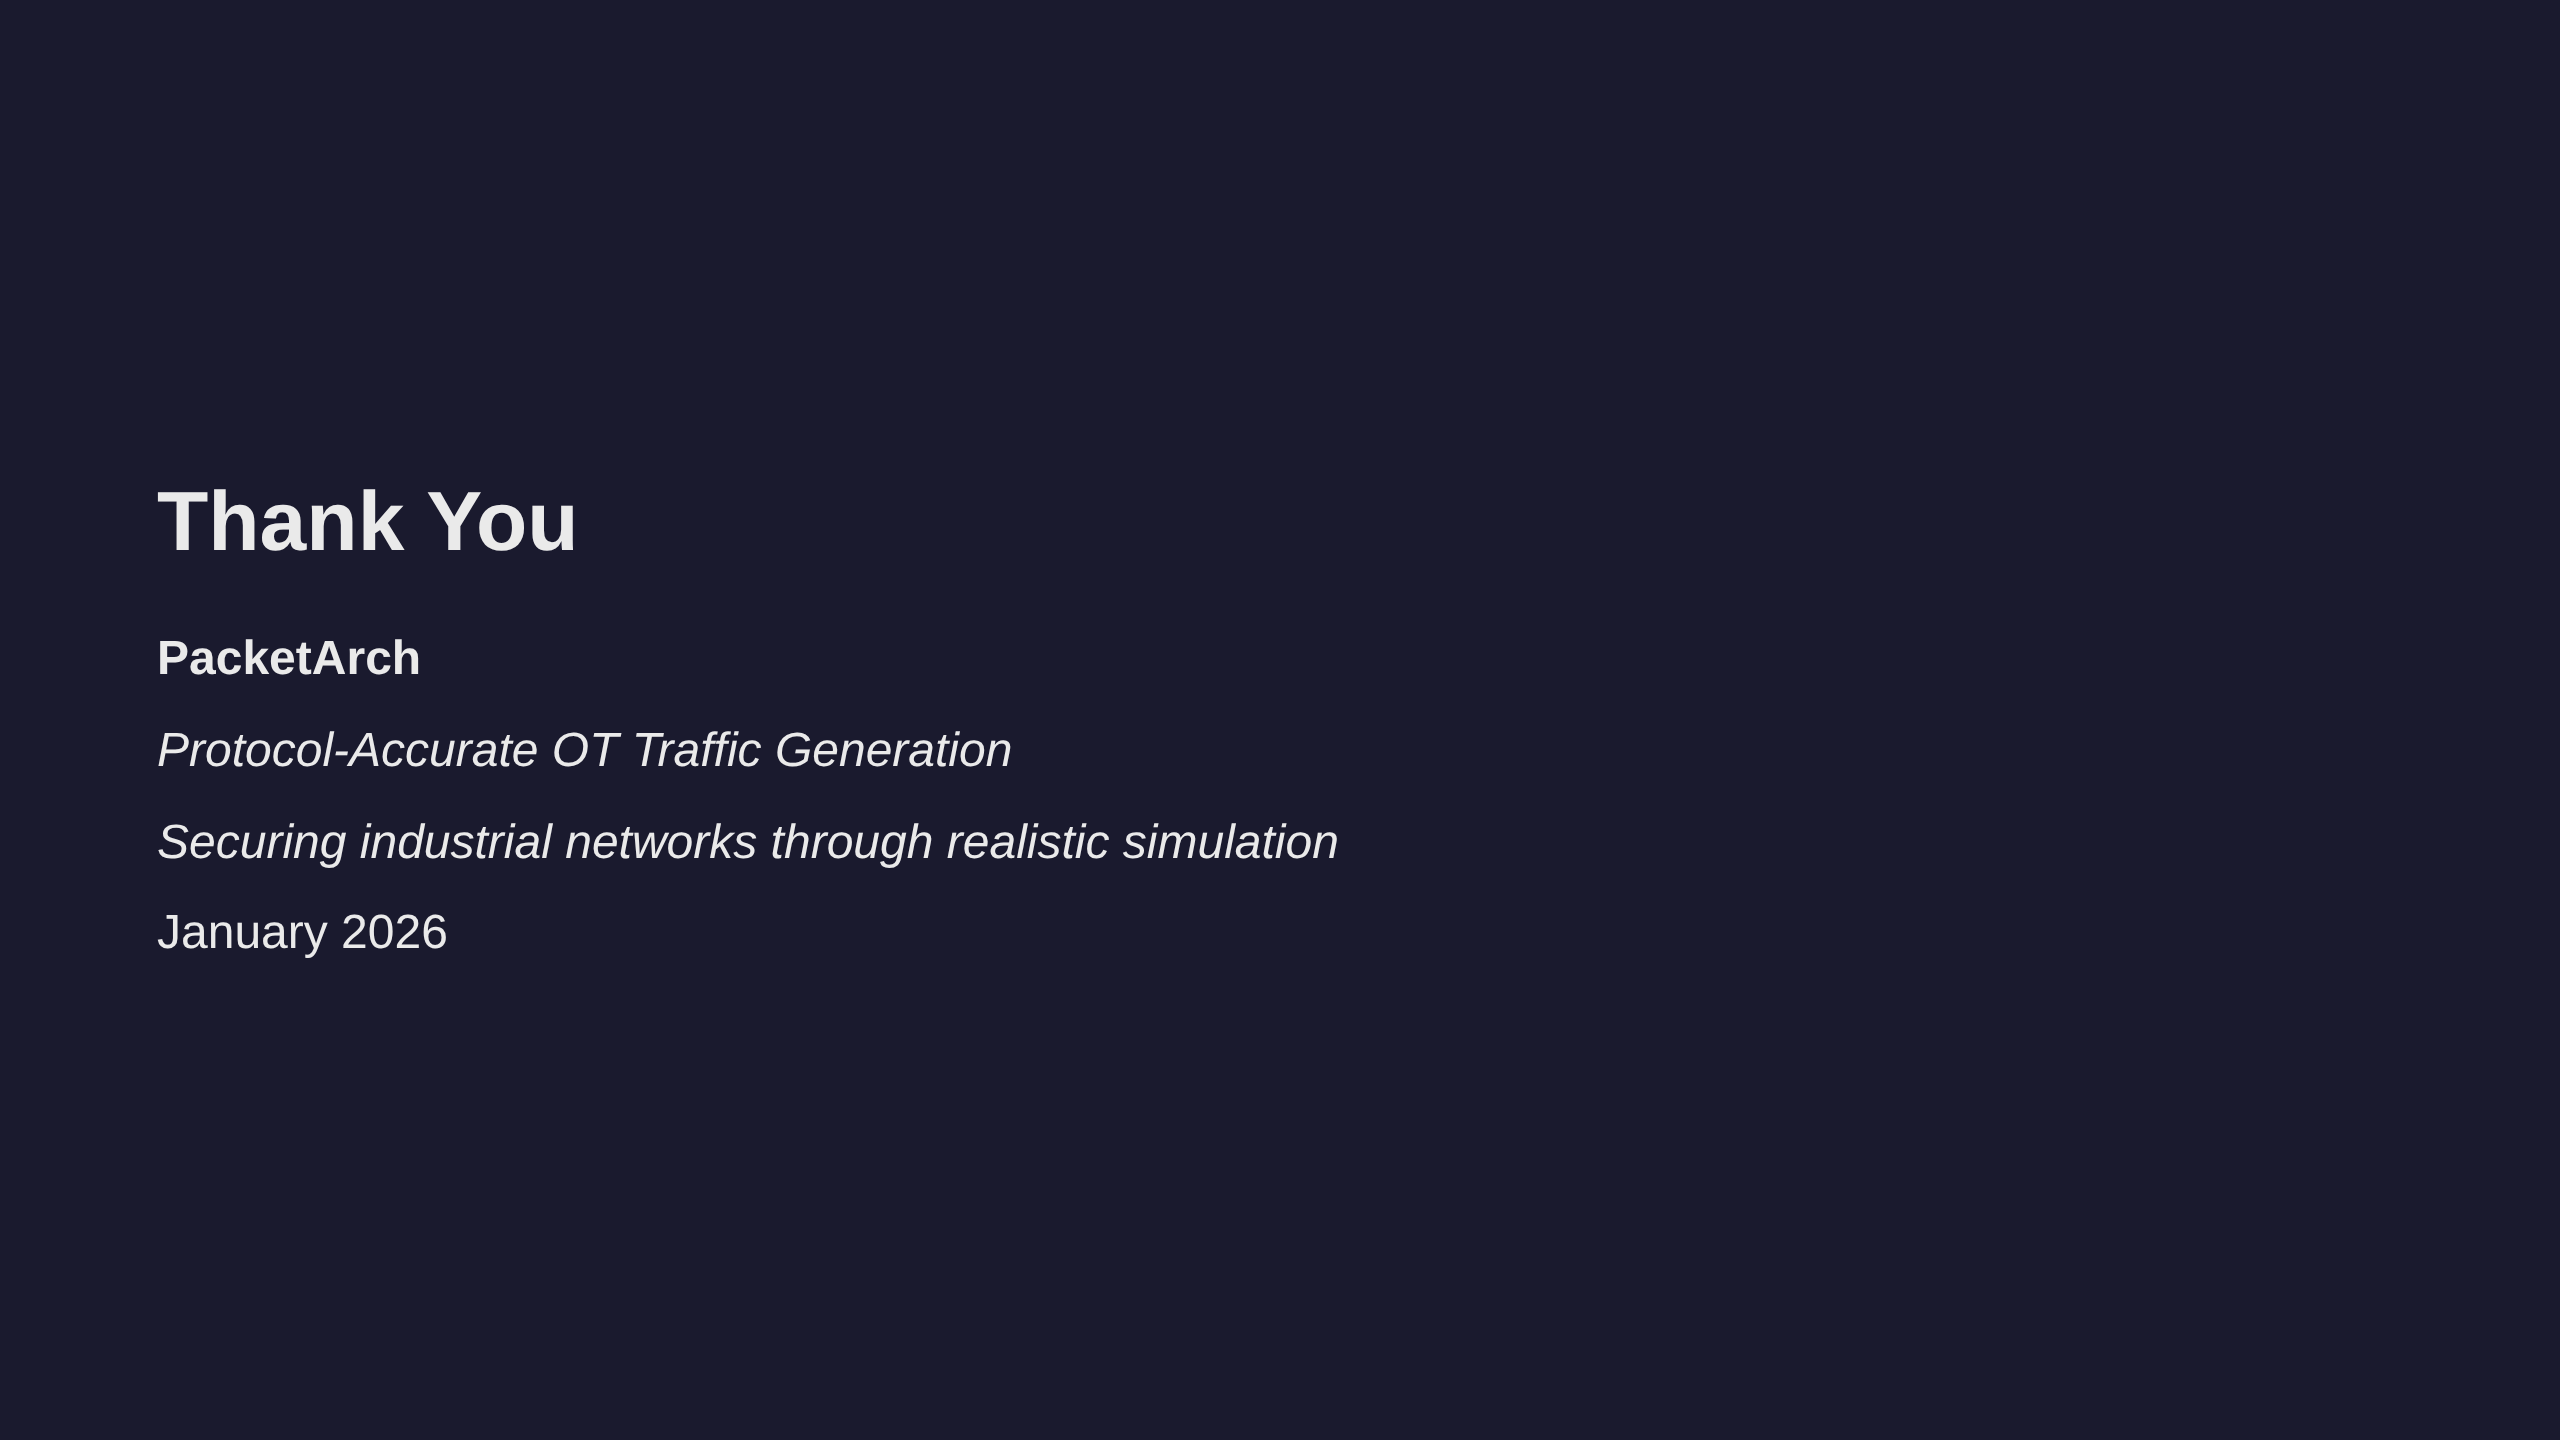 Thank You
PacketArch
Protocol-Accurate OT Traffic Generation
Securing industrial networks through realistic simulation
January 2026